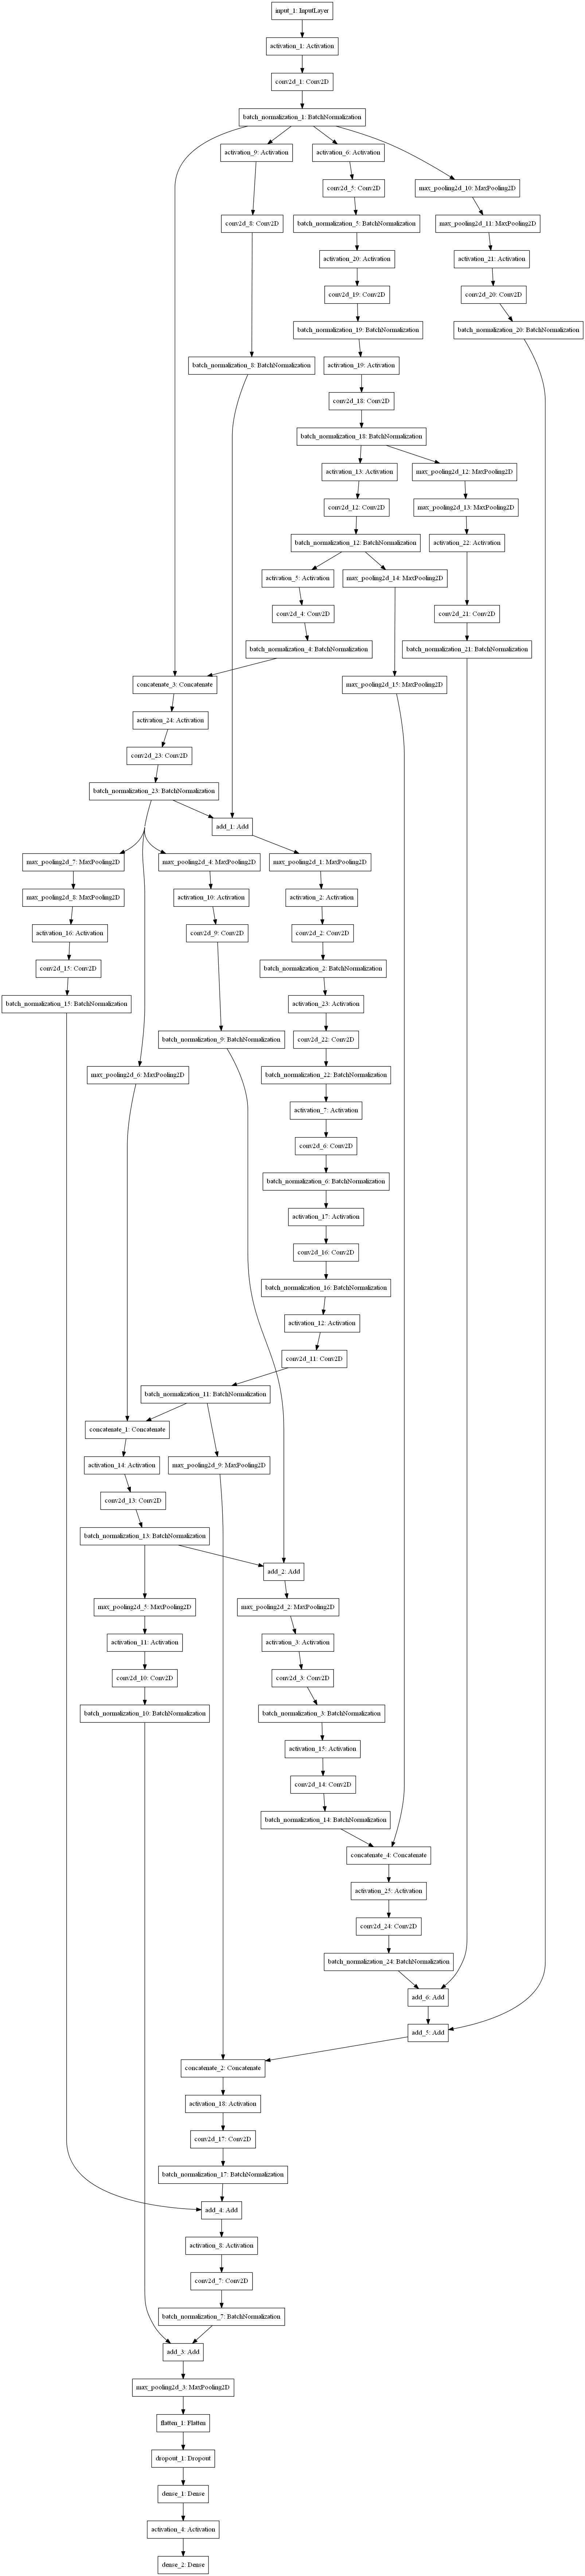 input_1: InputLayer
activation_1: Activation
conv2d_1: Conv2D
batch_normalization_1: BatchNormalization
activation_9: Activation
activation_6: Activation
conv2d_5: Conv2D
max_pooling2d_10: MaxPooling2D
conv2d_8: Conv2D
batch_normalization_5: BatchNormalization
max_pooling2d_11: MaxPooling2D
activation_20: Activation
activation_21: Activation
conv2d_19: Conv2D
conv2d_20: Conv2D
batch_normalization_19: BatchNormalization
batch_normalization_20: BatchNormalization
batch_normalization_8: BatchNormalization
activation_19: Activation
conv2d_18: Conv2D
batch_normalization_18: BatchNormalization
activation_13: Activation
max_pooling2d_12: MaxPooling2D
conv2d_12: Conv2D
max_pooling2d_13: MaxPooling2D
batch_normalization_12: BatchNormalization
activation_22: Activation
activation_5: Activation
max_pooling2d_14: MaxPooling2D
conv2d_4: Conv2D
conv2d_21: Conv2D
batch_normalization_4: BatchNormalization
batch_normalization_21: BatchNormalization
concatenate_3: Concatenate
max_pooling2d_15: MaxPooling2D
activation_24: Activation
conv2d_23: Conv2D
batch_normalization_23: BatchNormalization
add_1: Add
max_pooling2d_7: MaxPooling2D
max_pooling2d_4: MaxPooling2D
max_pooling2d_1: MaxPooling2D
max_pooling2d_8: MaxPooling2D
activation_10: Activation
activation_2: Activation
activation_16: Activation
conv2d_9: Conv2D
conv2d_2: Conv2D
conv2d_15: Conv2D
batch_normalization_2: BatchNormalization
batch_normalization_15: BatchNormalization
activation_23: Activation
batch_normalization_9: BatchNormalization
conv2d_22: Conv2D
max_pooling2d_6: MaxPooling2D
batch_normalization_22: BatchNormalization
activation_7: Activation
conv2d_6: Conv2D
batch_normalization_6: BatchNormalization
activation_17: Activation
conv2d_16: Conv2D
batch_normalization_16: BatchNormalization
activation_12: Activation
conv2d_11: Conv2D
batch_normalization_11: BatchNormalization
concatenate_1: Concatenate
activation_14: Activation
max_pooling2d_9: MaxPooling2D
conv2d_13: Conv2D
batch_normalization_13: BatchNormalization
add_2: Add
max_pooling2d_5: MaxPooling2D
max_pooling2d_2: MaxPooling2D
activation_11: Activation
activation_3: Activation
conv2d_10: Conv2D
conv2d_3: Conv2D
batch_normalization_10: BatchNormalization
batch_normalization_3: BatchNormalization
activation_15: Activation
conv2d_14: Conv2D
batch_normalization_14: BatchNormalization
concatenate_4: Concatenate
activation_25: Activation
conv2d_24: Conv2D
batch_normalization_24: BatchNormalization
add_6: Add
add_5: Add
concatenate_2: Concatenate
activation_18: Activation
conv2d_17: Conv2D
batch_normalization_17: BatchNormalization
add_4: Add
activation_8: Activation
conv2d_7: Conv2D
batch_normalization_7: BatchNormalization
add_3: Add
max_pooling2d_3: MaxPooling2D
flatten_1: Flatten
dropout_1: Dropout
dense_1: Dense
activation_4: Activation
dense_2: Dense